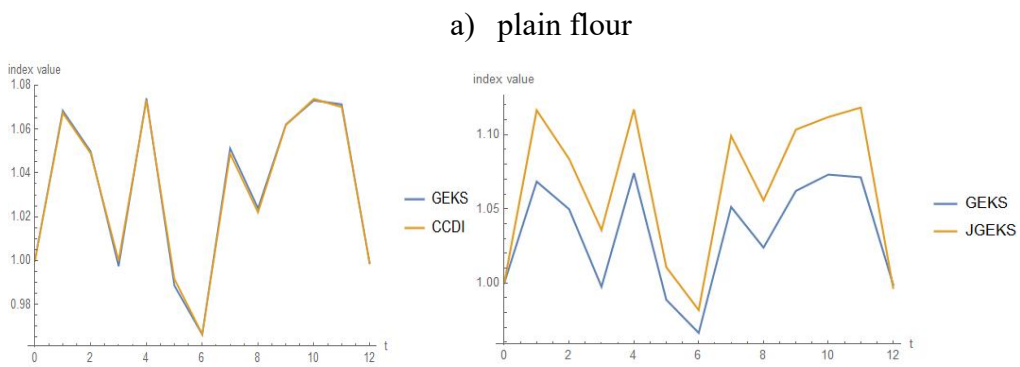 a) plain flour
index value
1.08
1.06
1.04
1.02
1.00
0.98
0 2 4 6 8 10 12 t
GEKS
CCDI
index value
1.10
1.05
1.00
0 2 4 6 8 10 12 t
GEKS
JGEKS